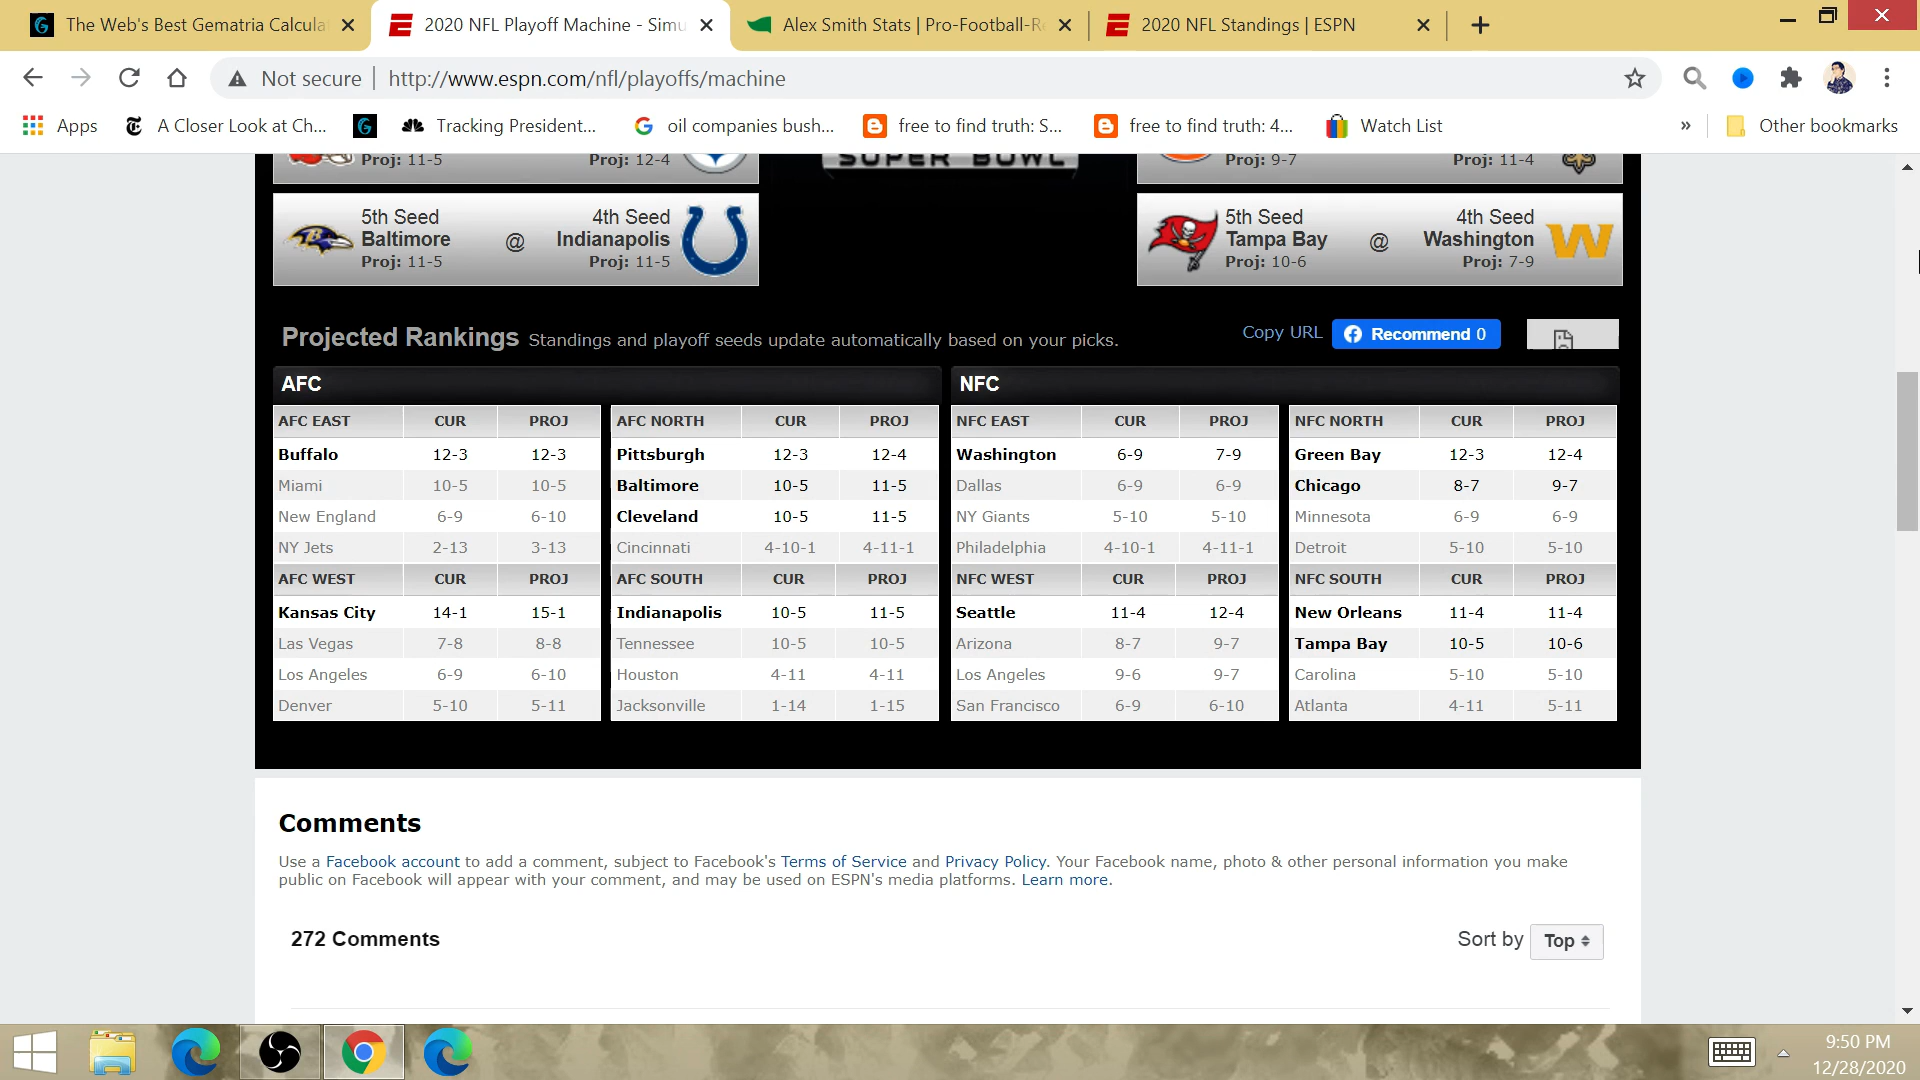 The Web's Best Gematria Calcula
2020 NFL Playoff Machine - Simu
Alex Smith Stats | Pro-Football-R
2020 NFL Standings | ESPN
Not secure
http://www.espn.com/nfl/playoffs/machine
Apps
A Closer Look at Ch...
Tracking President...
oil companies bush...
free to find truth: S...
free to find truth: 4...
Watch List
»
Other bookmarks
Proj: 11-5
Proj: 12-4
SUPER BOWL
Proj: 9-7
Proj: 11-4
5th Seed
Baltimore
Proj: 11-5
@
4th Seed
Indianapolis
Proj: 11-5
5th Seed
Tampa Bay
Proj: 10-6
@
4th Seed
Washington
Proj: 7-9
Projected Rankings Standings and playoff seeds update automatically based on your picks.
Copy URL
Recommend 0
AFC
AFC EAST CUR PROJ
Buffalo 12-3 12-3
Miami 10-5 10-5
New England 6-9 6-10
NY Jets 2-13 3-13
AFC NORTH CUR PROJ
Pittsburgh 12-3 12-4
Baltimore 10-5 11-5
Cleveland 10-5 11-5
Cincinnati 4-10-1 4-11-1
AFC WEST CUR PROJ
Kansas City 14-1 15-1
Las Vegas 7-8 8-8
Los Angeles 6-9 6-10
Denver 5-10 5-11
AFC SOUTH CUR PROJ
Indianapolis 10-5 11-5
Tennessee 10-5 10-5
Houston 4-11 4-11
Jacksonville 1-14 1-15
NFC
NFC EAST CUR PROJ
Washington 6-9 7-9
Dallas 6-9 6-9
NY Giants 5-10 5-10
Philadelphia 4-10-1 4-11-1
NFC NORTH CUR PROJ
Green Bay 12-3 12-4
Chicago 8-7 9-7
Minnesota 6-9 6-9
Detroit 5-10 5-10
NFC WEST CUR PROJ
Seattle 11-4 12-4
Arizona 8-7 9-7
Los Angeles 9-6 9-7
San Francisco 6-9 6-10
NFC SOUTH CUR PROJ
New Orleans 11-4 11-4
Tampa Bay 10-5 10-6
Carolina 5-10 5-10
Atlanta 4-11 5-11
Comments
Use a Facebook account to add a comment, subject to Facebook's Terms of Service and Privacy Policy. Your Facebook name, photo & other personal information you make
public on Facebook will appear with your comment, and may be used on ESPN's media platforms. Learn more.
272 Comments
Sort by Top
9:50 PM
12/28/2020